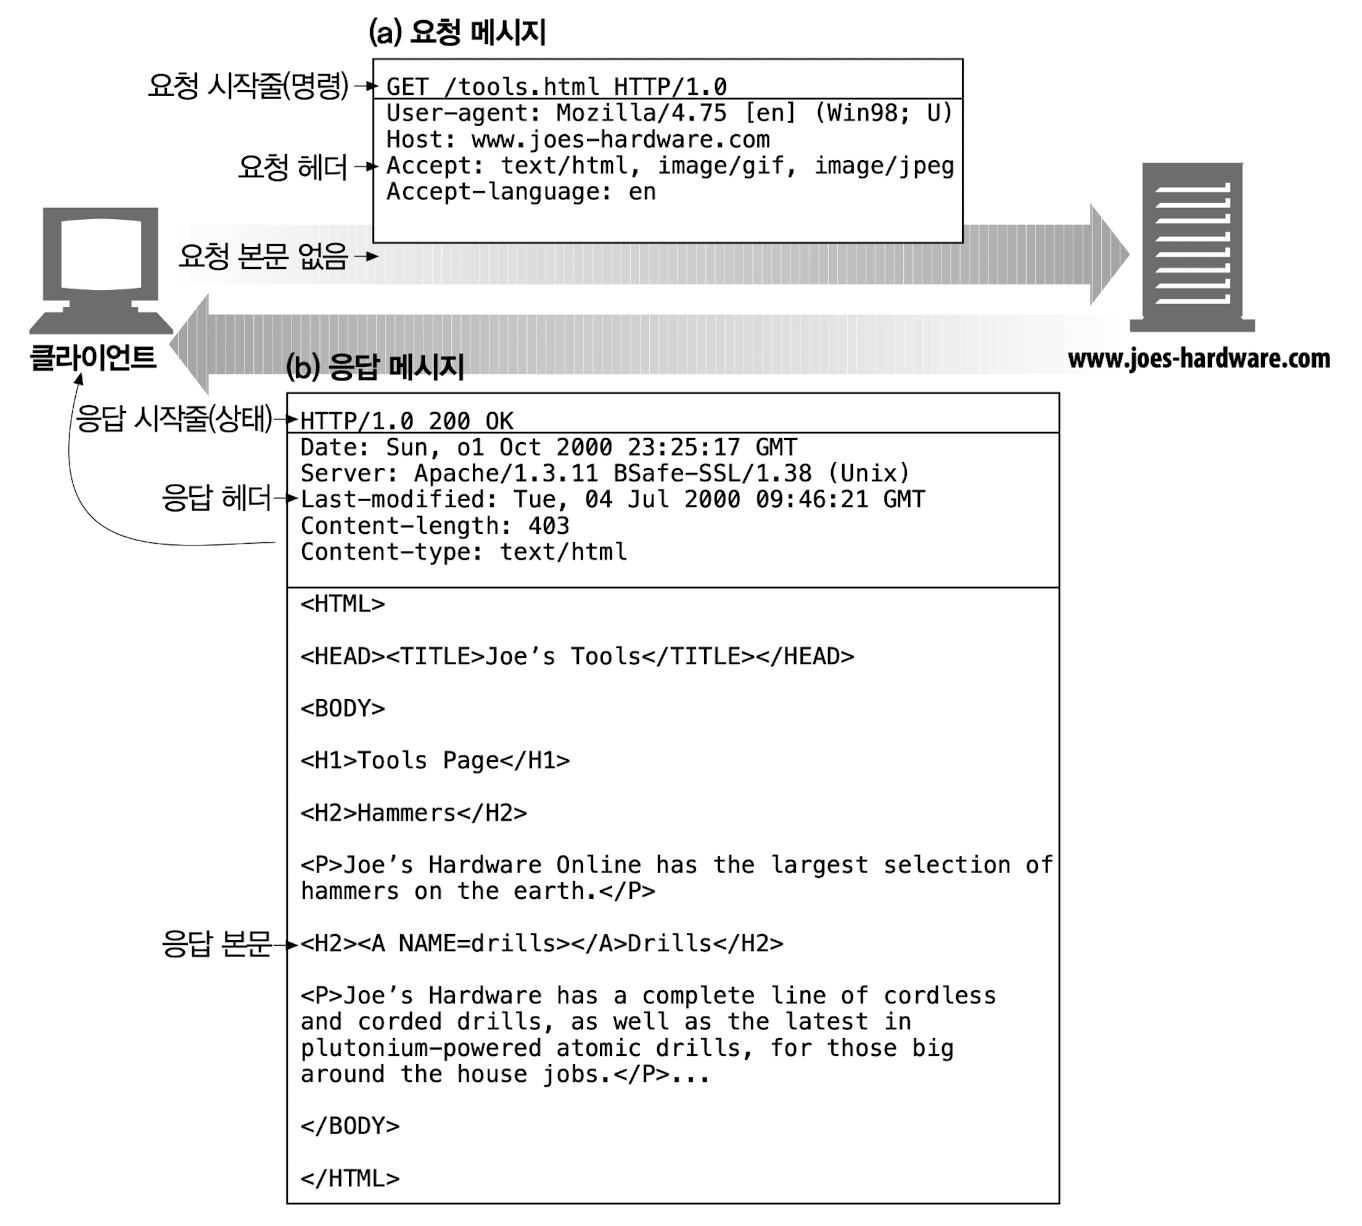 (a) 요청 메시지
요청 시작줄(명령)
GET /tools.html HTTP/1.0
User-agent: Mozilla/4.75 [en] (Win98; U)
Host: www.joes-hardware.com
요청 헤더
Accept: text/html, image/gif, image/jpeg
Accept-language: en
요청 본문 없음
클라이언트
www.joes-hardware.com
(b) 응답 메시지
응답 시작줄(상태)
HTTP/1.0 200 OK
Date: Sun, o1 Oct 2000 23:25:17 GMT
Server: Apache/1.3.11 BSafe-SSL/1.38 (Unix)
응답 헤더
Last-modified: Tue, 04 Jul 2000 09:46:21 GMT
Content-length: 403
Content-type: text/html
<HTML>
<HEAD><TITLE>Joe’s Tools</TITLE></HEAD>
<BODY>
<H1>Tools Page</H1>
<H2>Hammers</H2>
<P>Joe’s Hardware Online has the largest selection of
hammers on the earth.</P>
응답 본문
<H2><A NAME=drills></A>Drills</H2>
<P>Joe’s Hardware has a complete line of cordless
and corded drills, as well as the latest in
plutonium-powered atomic drills, for those big
around the house jobs.</P>...
</BODY>
</HTML>